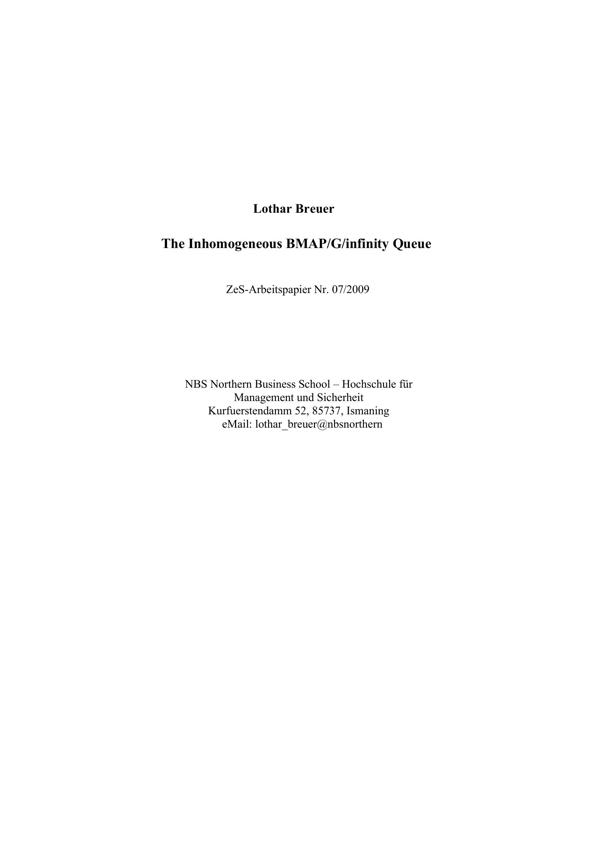 Lothar Breuer
The Inhomogeneous BMAP/G/infinity Queue
ZeS-Arbeitspapier Nr. 07/2009
NBS Northern Business School – Hochschule für
Management und Sicherheit
Kurfuerstendamm 52, 85737, Ismaning
eMail: lothar_breuer@nbsnorthern